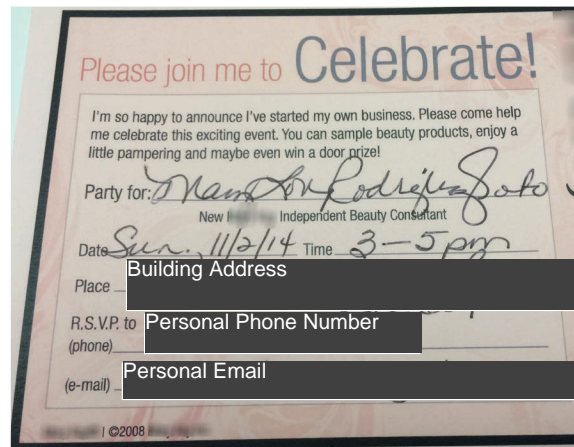 Please join me to Celebrate!
I'm so happy to announce I've started my own business. Please come help
me celebrate this exciting event. You can sample beauty products, enjoy a
little pampering and maybe even win a door prize!
Party for: Rodriguez Soto
New Independent Beauty Consultant
Date Sun. 11/2/14 Time 3-5pm
Building Address
Place
R.S.V.P. to Personal Phone Number
(phone)
Personal Email
(e-mail)
| ©2008